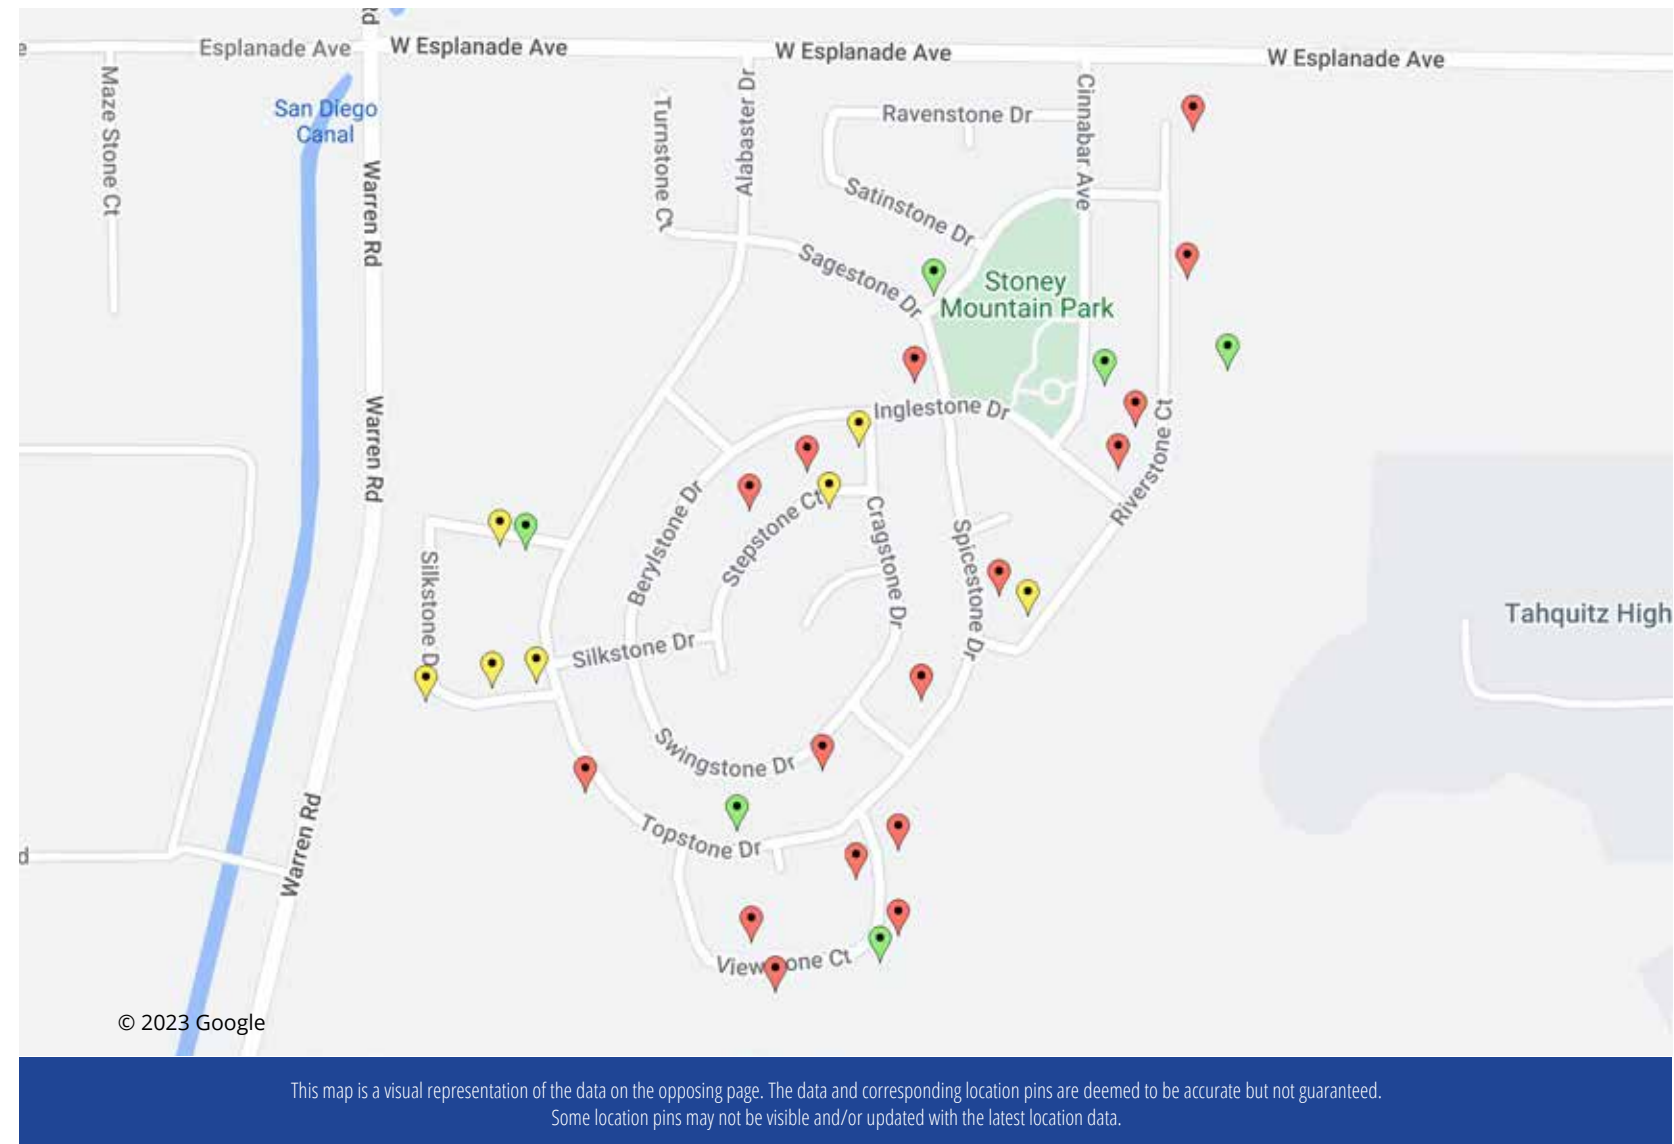 Esplanade Ave
W Esplanade Ave
W Esplanade Ave
W Esplanade Ave
Maze Stone Ct
San Diego
Canal
Warren Rd
Turnstone Ct
Alabaster Dr
Ravenstone Dr
Cinnabar Ave
Satinstone Dr
Sagestone Dr
Stoney
Mountain Park
Inglestone Dr
Warren Rd
Riverstone Ct
Berylstone Dr
Stepstone Ct
Cragstone Dr
Spicestone Dr
Silkstone D
Silkstone Dr
Tahquitz High
Swingstone Dr
Topstone Dr
Warren Rd
d
one Ct
© 2023 Google
This map is a visual representation of the data on the opposing page. The data and corresponding location pins are deemed to be accurate but not guaranteed.
Some location pins may not be visible and/or updated with the latest location data.